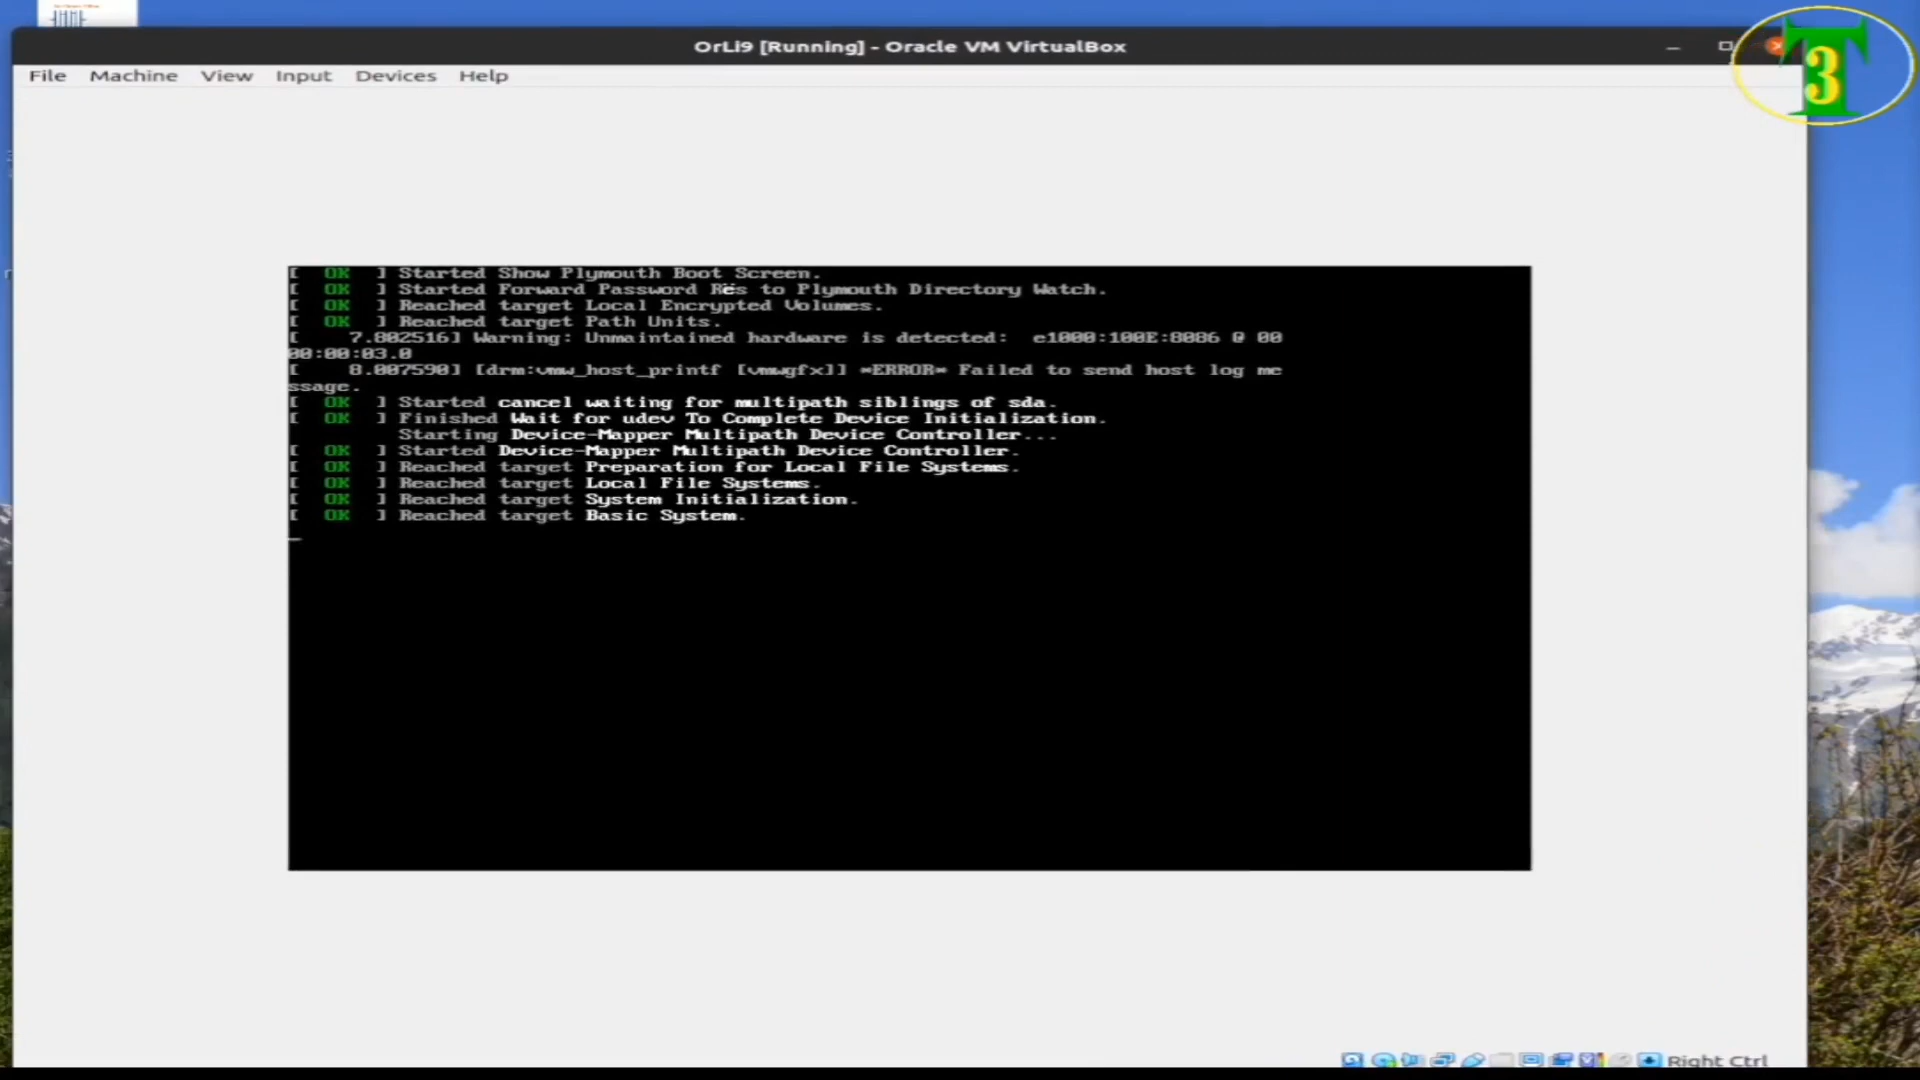 OrLi9 [Running] - Oracle VM VirtualBox
3
File Machine View Input Devices Help
[ OK ] Started Show Plymouth Boot Screen.
[ OK ] Started Forward Password Res to Plymouth Directory Watch.
[ OK ] Reached target Local Encrypted Volumes.
[ OK ] Reached target Path Units.
[ 7.802516] Warning: Unmaintained hardware is detected: e1000:100E:8086 @ 00
00:00:03.0
[ 8.007590] [drm:vmw_host_printf [vmwgfx]] *ERROR* Failed to send host log me
ssage.
[ OK ] Started cancel waiting for multipath siblings of sda.
[ OK ] Finished Wait for udev To Complete Device Initialization.
Starting Device-Mapper Multipath Device Controller...
[ OK ] Started Device-Mapper Multipath Device Controller.
[ OK ] Reached target Preparation for Local File Systems.
[ OK ] Reached target Local File Systems.
[ OK ] Reached target System Initialization.
[ OK ] Reached target Basic System.
Right Ctrl